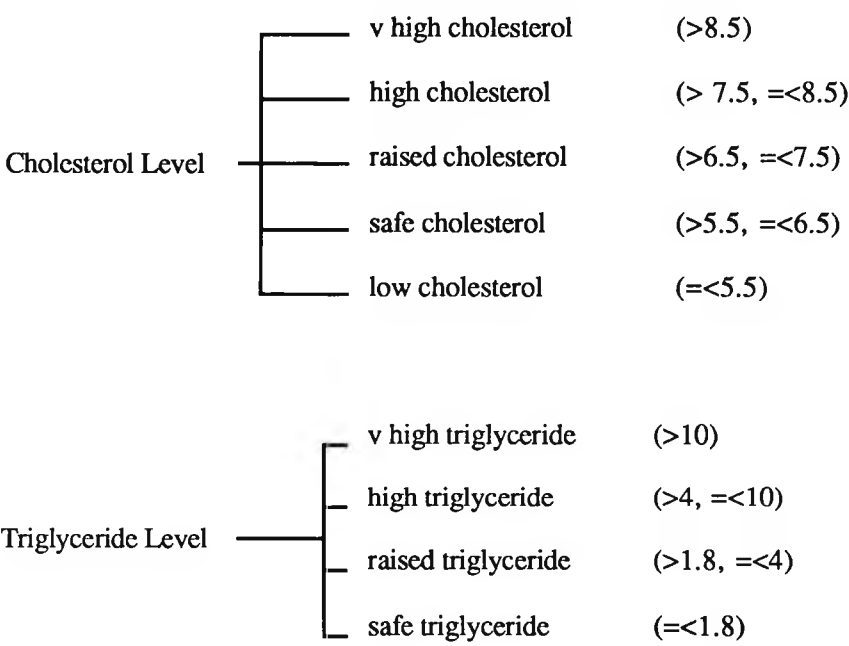 v high cholesterol (>8.5)
high cholesterol (> 7.5, =<8.5)
Cholesterol Level raised cholesterol (>6.5, =<7.5)
safe cholesterol (>5.5, =<6.5)
low cholesterol (=<5.5)
v high triglyceride (>10)
high triglyceride (>4, =<10)
Triglyceride Level
raised triglyceride (>1.8, =<4)
safe triglyceride (=<1.8)